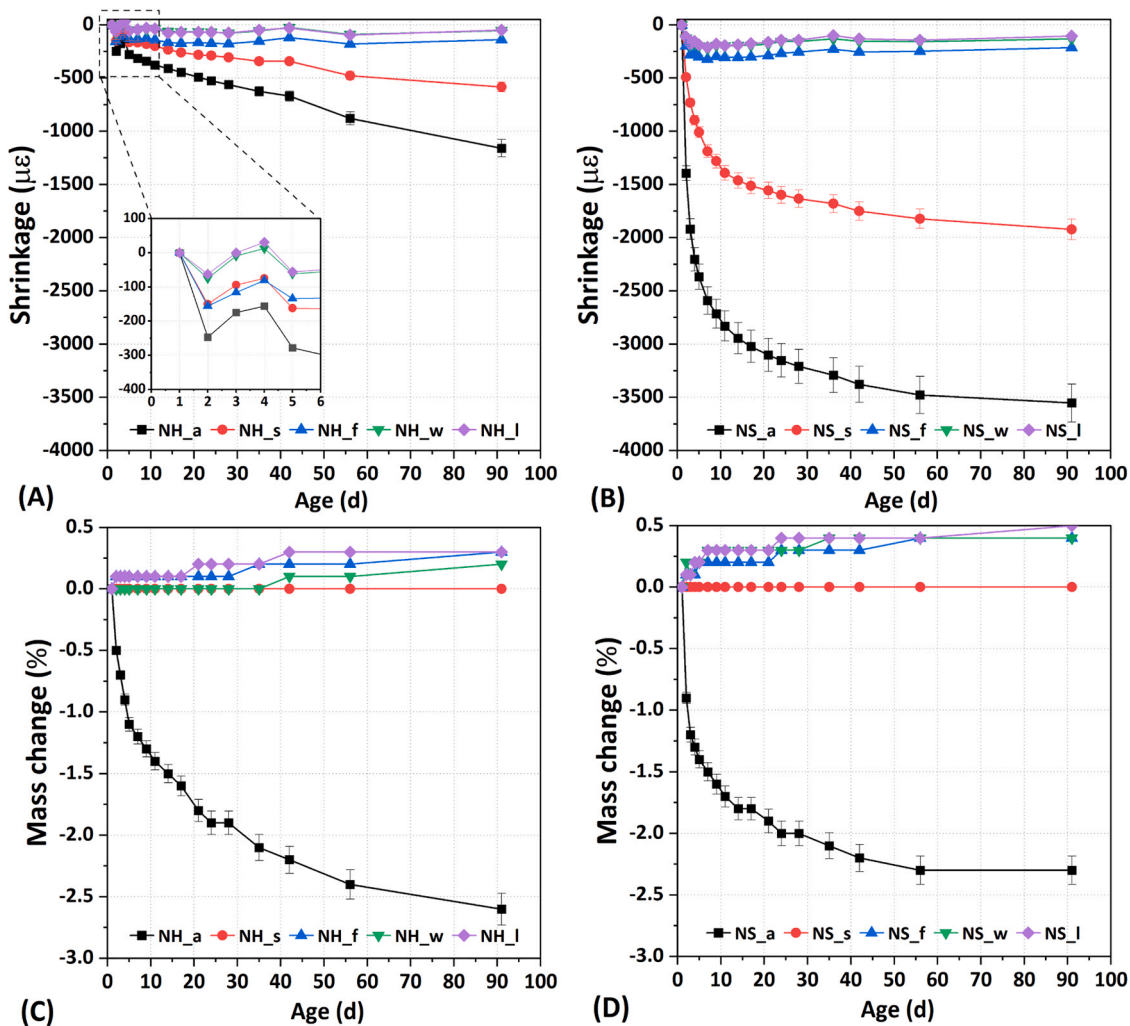 0
-500
-1000
-1500
-2000
-2500
-3000
-3500
-4000
Shrinkage (µε)
100
0
-100
-200
-300
-400
0 1 2 3 4 5 6
NH_a NH_s NH_f NH_w NH_l
0 10 20 30 40 50 60 70 80 90 100
Age (d)
(A)
0
-500
-1000
-1500
-2000
-2500
-3000
-3500
-4000
Shrinkage (µε)
NS_a NS_s NS_f NS_w NS_l
0 10 20 30 40 50 60 70 80 90 100
Age (d)
(B)
0.5
0.0
-0.5
-1.0
-1.5
-2.0
-2.5
-3.0
Mass change (%)
NH_a NH_s NH_f NH_w NH_l
0 10 20 30 40 50 60 70 80 90 100
Age (d)
(C)
0.5
0.0
-0.5
-1.0
-1.5
-2.0
-2.5
-3.0
Mass change (%)
NS_a NS_s NS_f NS_w NS_l
0 10 20 30 40 50 60 70 80 90 100
Age (d)
(D)